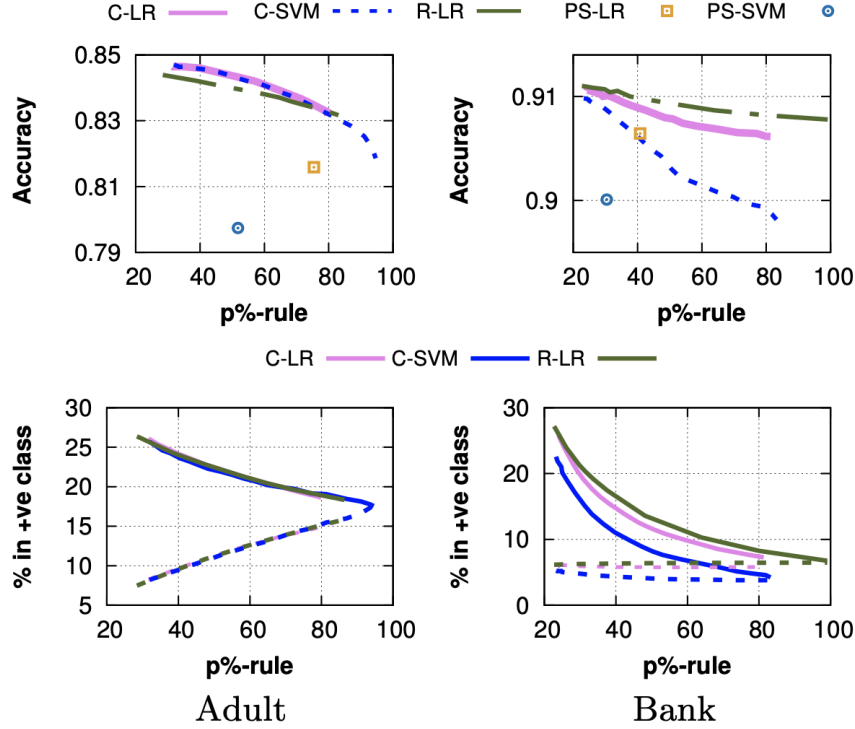 C-LR C-SVM R-LR PS-LR PS-SVM
0.85
0.83
0.81
0.79
Accuracy
20 40 60 80 100
p%-rule
0.91
0.9
Accuracy
20 40 60 80 100
p%-rule
C-LR C-SVM R-LR
30
25
20
15
10
5
% in +ve class
20 40 60 80 100
p%-rule
Adult
30
20
10
0
% in +ve class
20 40 60 80 100
p%-rule
Bank